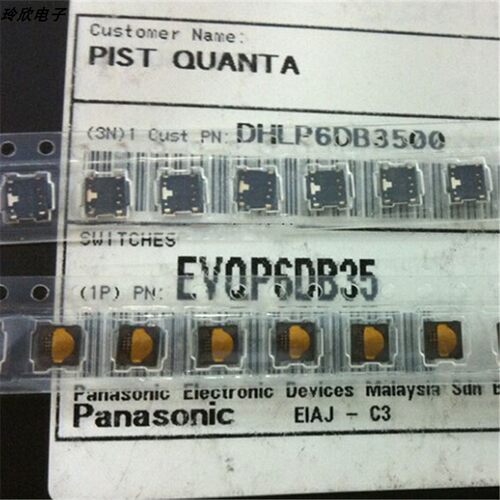 玲欣电子
Customer Name:
PIST QUANTA
(3N)1 Cust PN: DHLP6DB3500
SWITCHES
(1P) PN: EVQP6DB35
Panasonic Electronic Devices Malaysia Sdn B
Panasonic EIAJ - C3